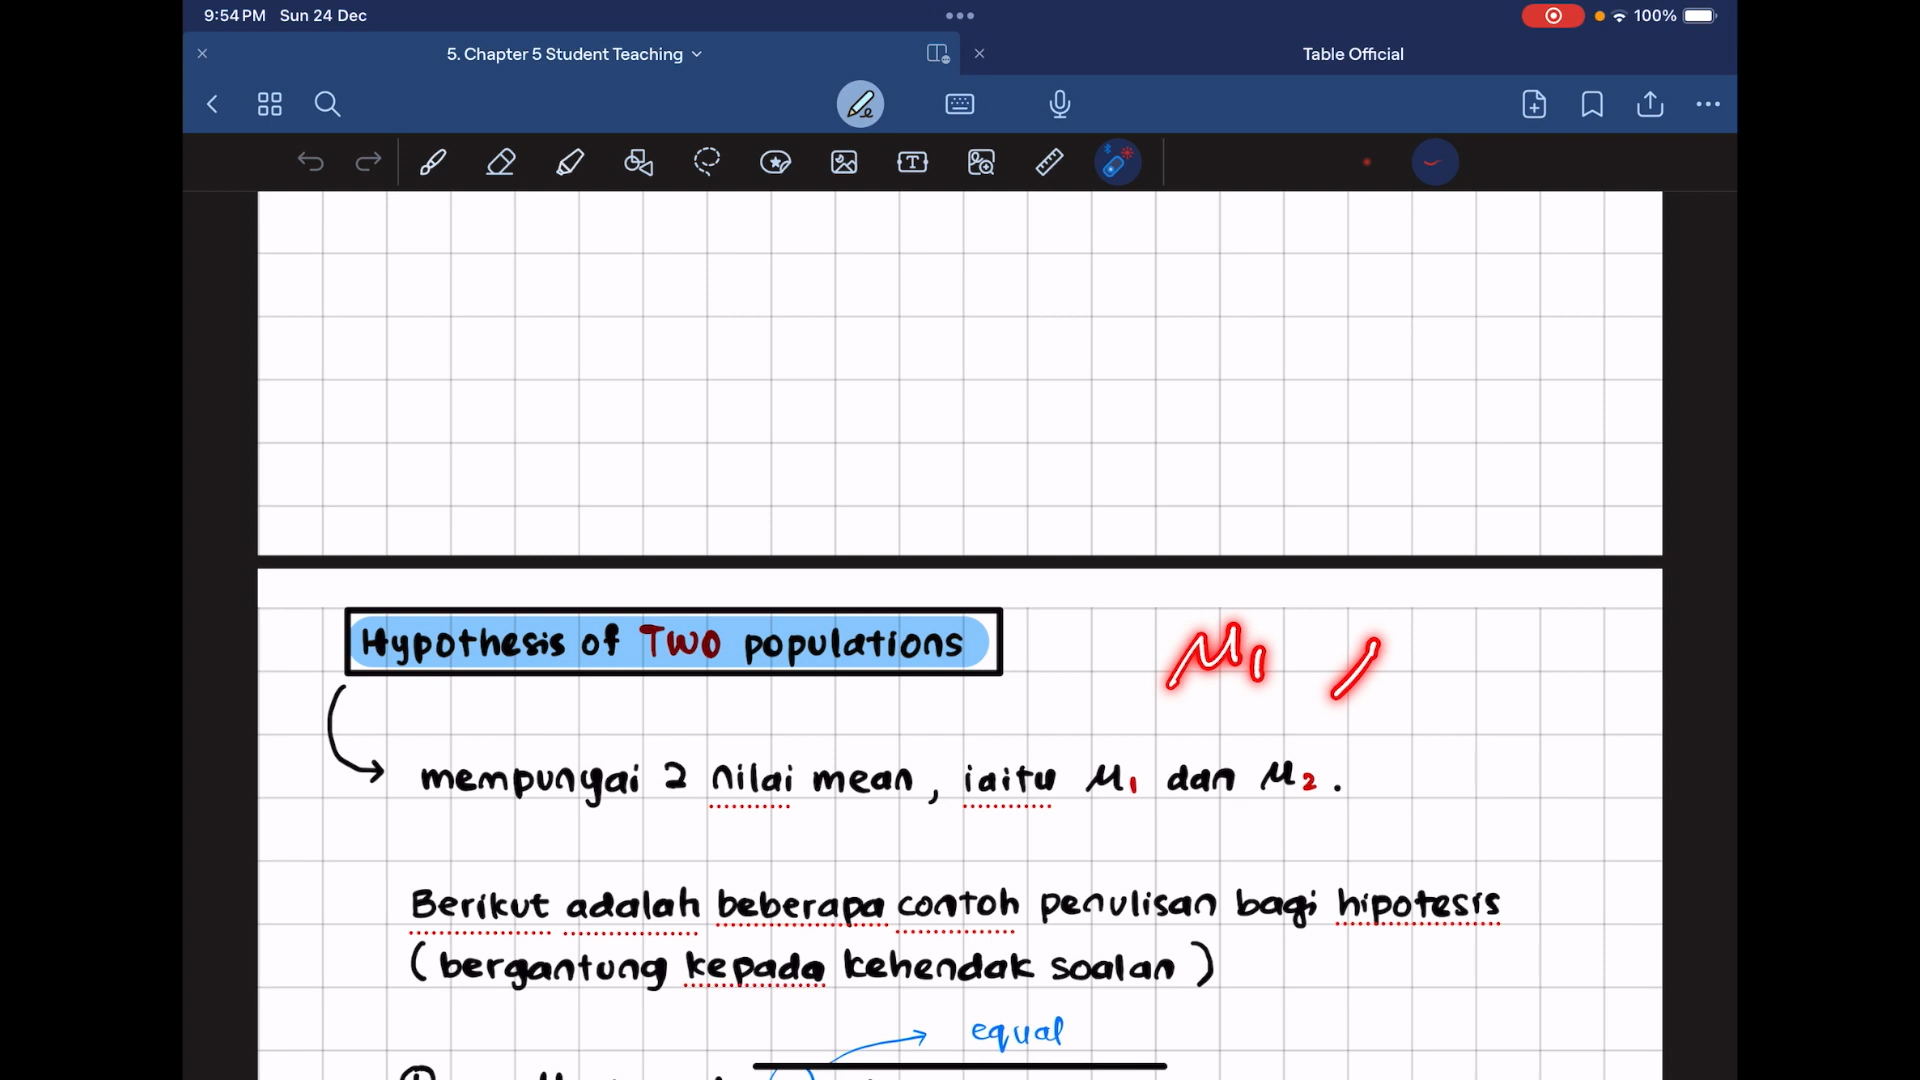 9:54 PM Sun 24 Dec 100%
5. Chapter 5 Student Teaching Table Official
Hypothesis of Two populations μ1
mempunyai 2 nilai mean, iaitu μ1 dan μ2.
Berikut adalah beberapa contoh penulisan bagi hipotesis
(bergantung kepada kehendak soalan)
equal